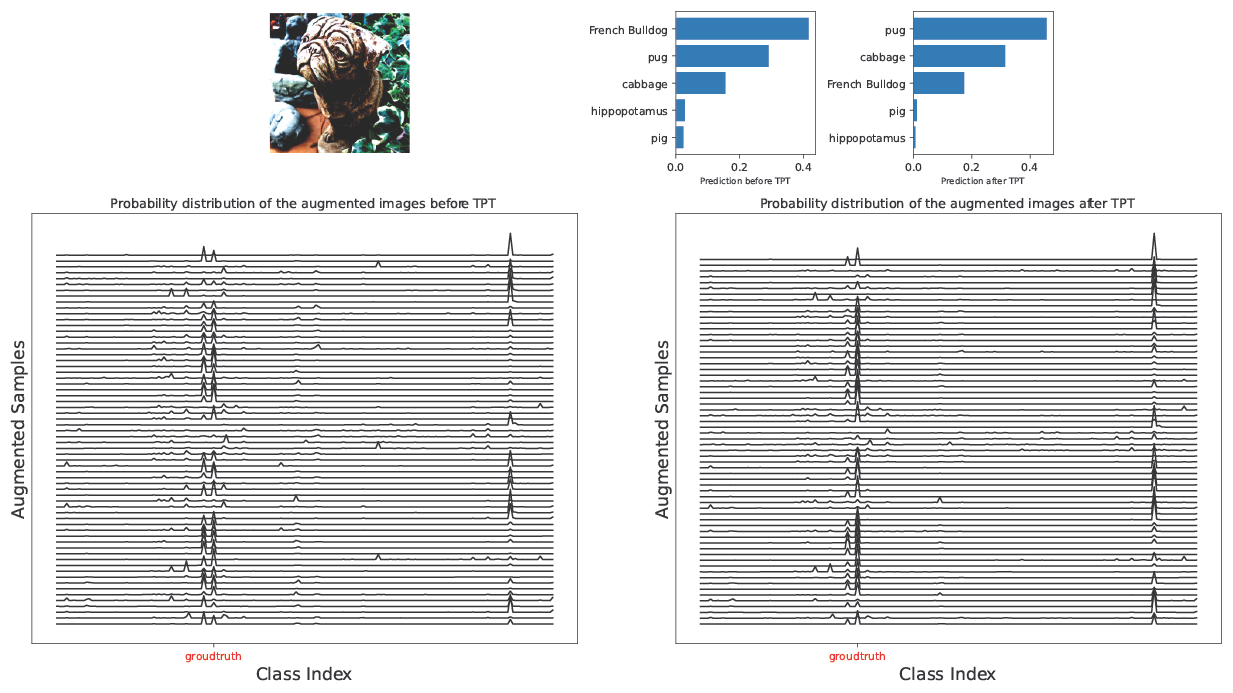 French Bulldog
pug
cabbage
hippopotamus
pig
0.0 0.2 0.4
Prediction before TPT
pug
cabbage
French Bulldog
pig
hippopotamus
0.0 0.2 0.4
Prediction after TPT
Probability distribution of the augmented images before TPT
Augmented Samples
groudtruth
Class Index
Probability distribution of the augmented images after TPT
Augmented Samples
groudtruth
Class Index